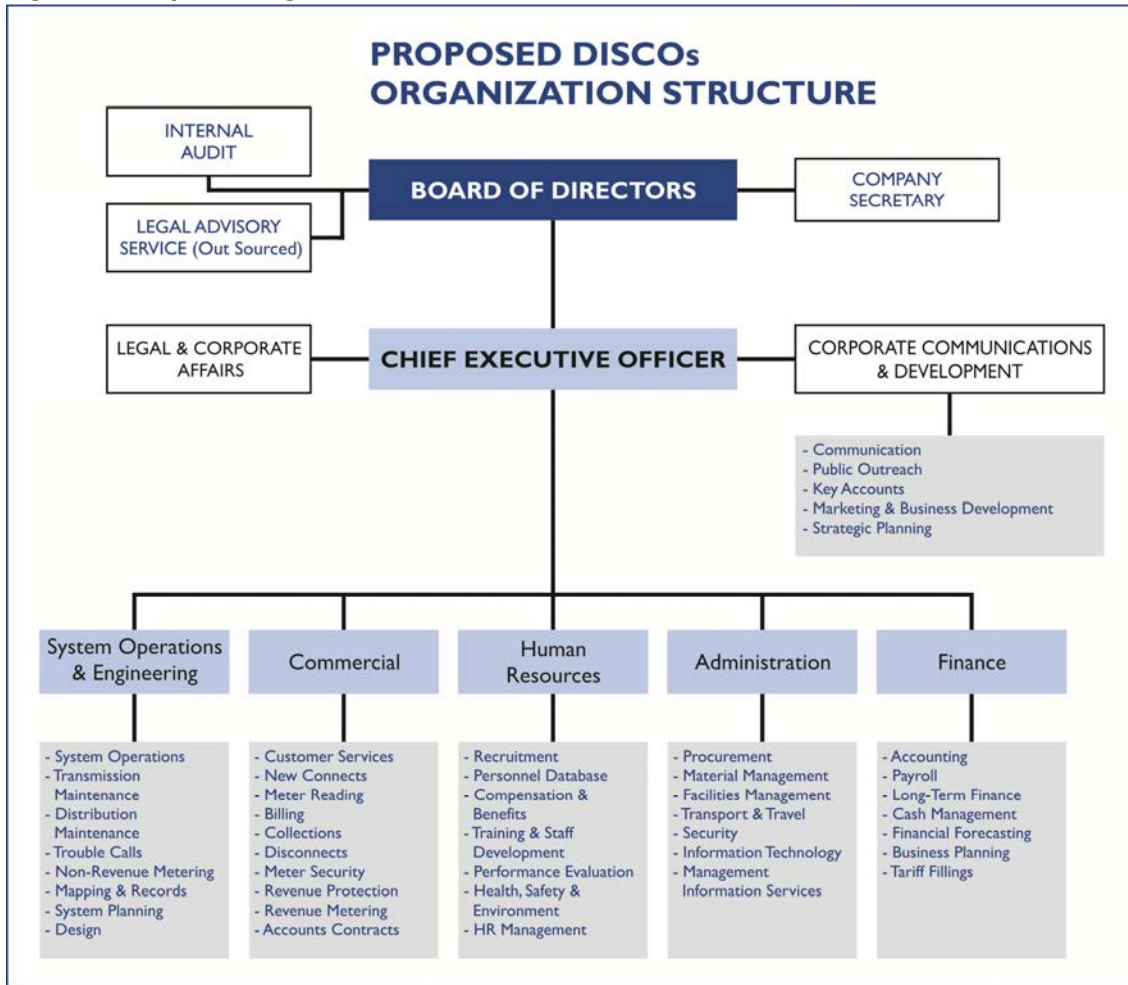 PROPOSED DISCOs
ORGANIZATION STRUCTURE
INTERNAL
AUDIT
BOARD OF DIRECTORS
COMPANY
SECRETARY
LEGAL ADVISORY
SERVICE (Out Sourced)
LEGAL & CORPORATE
AFFAIRS
CHIEF EXECUTIVE OFFICER
CORPORATE COMMUNICATIONS
& DEVELOPMENT
- Communication
- Public Outreach
- Key Accounts
- Marketing & Business Development
- Strategic Planning
System Operations
& Engineering
- System Operations
- Transmission
Maintenance
- Distribution
Maintenance
- Trouble Calls
- Non-Revenue Metering
- Mapping & Records
- System Planning
- Design
Commercial
- Customer Services
- New Connects
- Meter Reading
- Billing
- Collections
- Disconnects
- Meter Security
- Revenue Protection
- Revenue Metering
- Accounts Contracts
Human
Resources
- Recruitment
- Personnel Database
- Compensation &
Benefits
- Training & Staff
Development
- Performance Evaluation
- Health, Safety &
Environment
- HR Management
Administration
- Procurement
- Material Management
- Facilities Management
- Transport & Travel
- Security
- Information Technology
- Management
Information Services
Finance
- Accounting
- Payroll
- Long-Term Finance
- Cash Management
- Financial Forecasting
- Business Planning
- Tariff Fillings